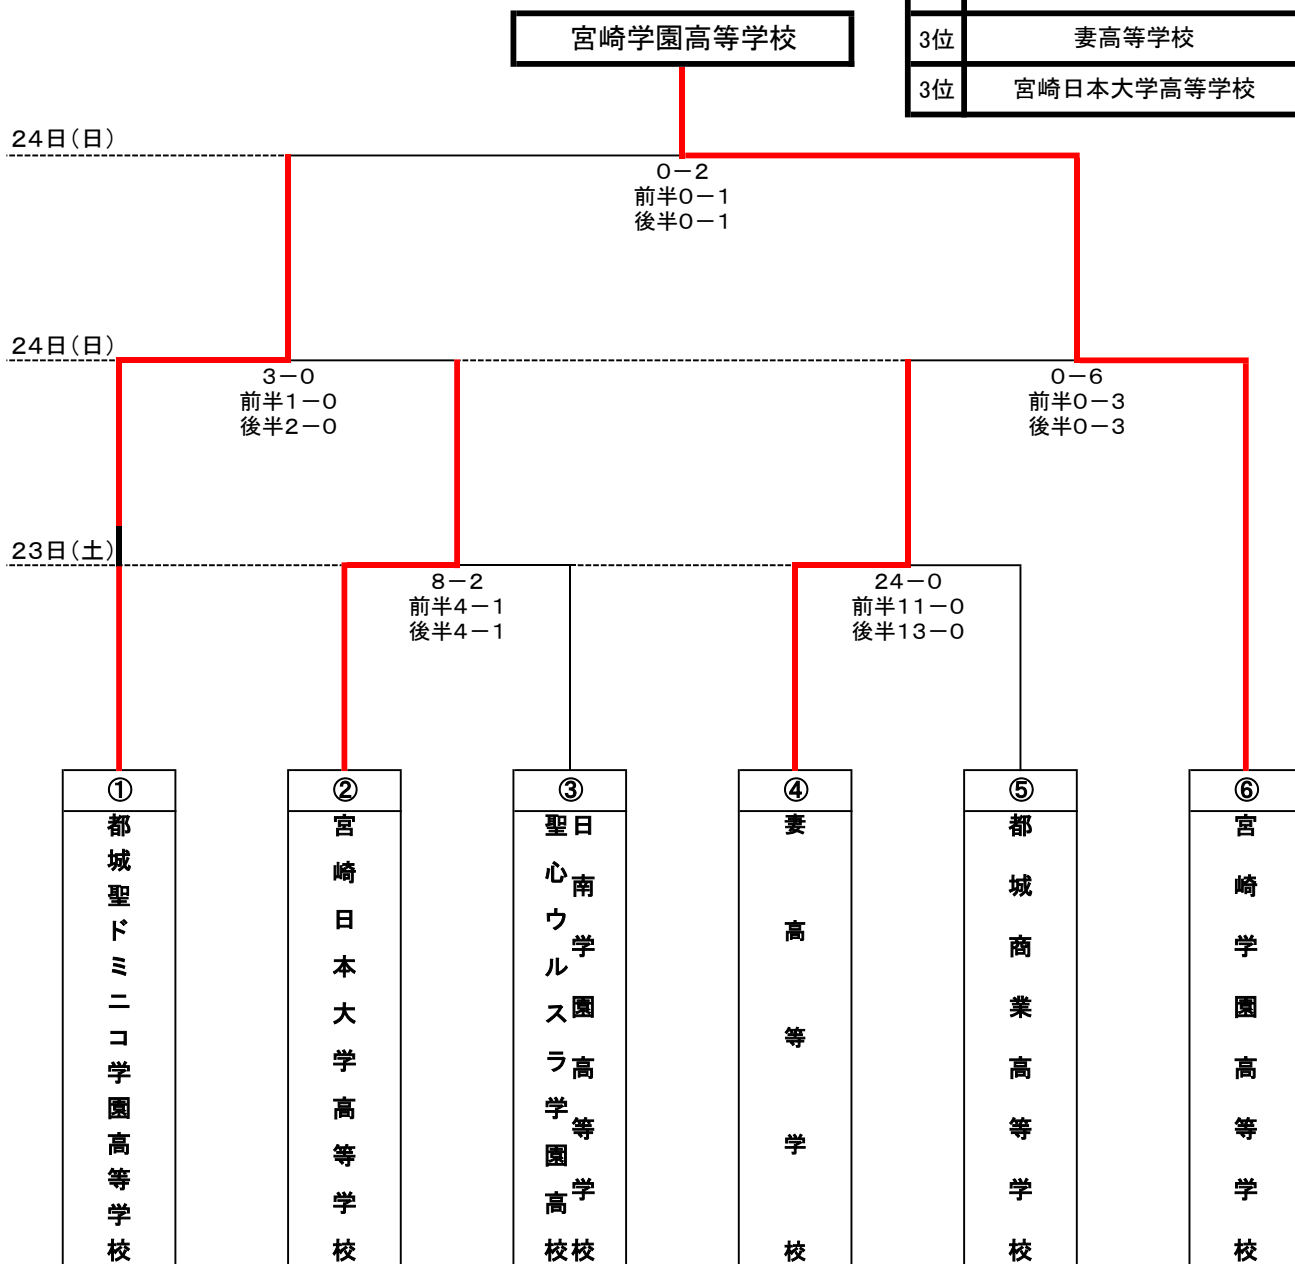 宮崎学園高等学校
3位 妻高等学校
3位 宮崎日本大学高等学校
24日(日)
0－2
前半0－1
後半0－1
24日(日)
3－0
前半1－0
後半2－0
0－6
前半0－3
後半0－3
23日(土)
8－2
前半4－1
後半4－1
24－0
前半11－0
後半13－0
①
都城聖ドミニコ学園高等学校
②
宮崎日本大学高等学校
③
日南学園高等学校
聖心ウルスラ学園高校
④
妻高等学校
⑤
都城商業高等学校
⑥
宮崎学園高等学校